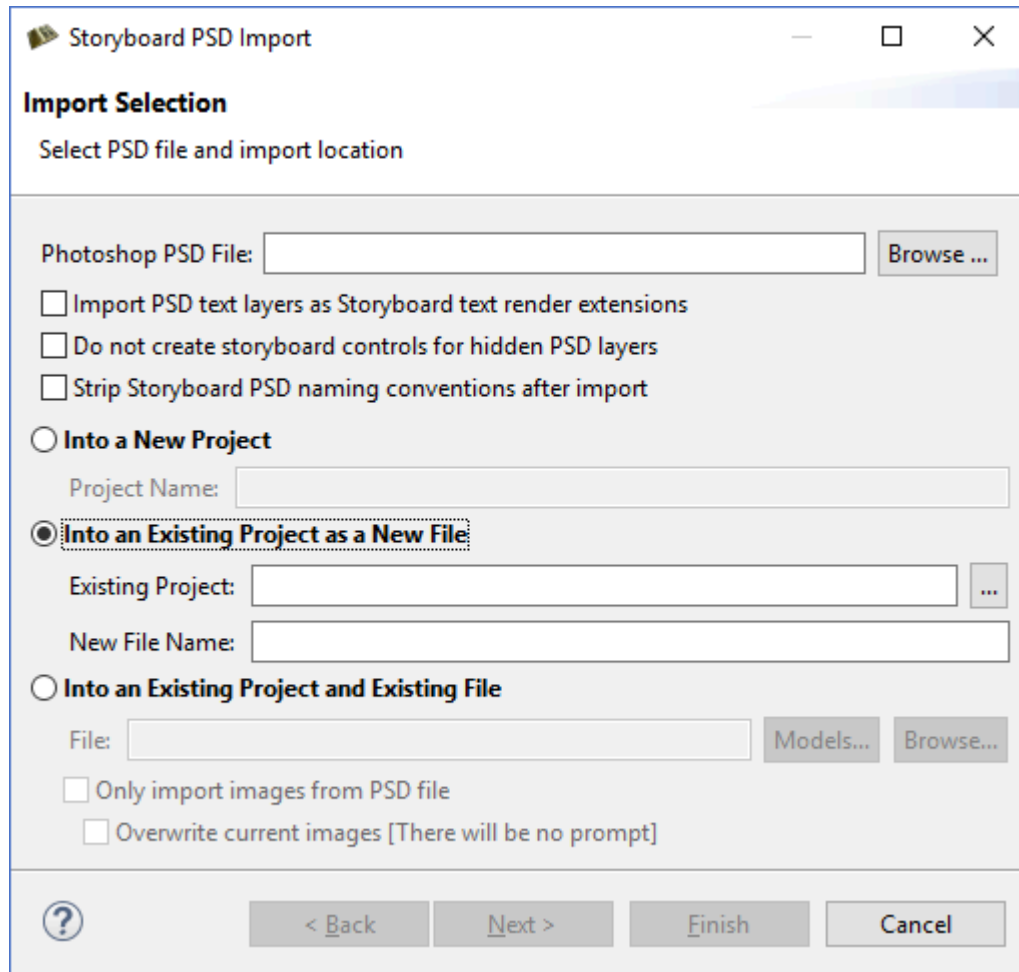 Storyboard PSD Import
Import Selection
Select PSD file and import location
Photoshop PSD File: Browse ...
Import PSD text layers as Storyboard text render extensions
Do not create storyboard controls for hidden PSD layers
Strip Storyboard PSD naming conventions after import
Into a New Project
Project Name:
Into an Existing Project as a New File
Existing Project: ...
New File Name:
Into an Existing Project and Existing File
File: Models... Browse...
Only import images from PSD file
Overwrite current images [There will be no prompt]
? < Back Next > Finish Cancel